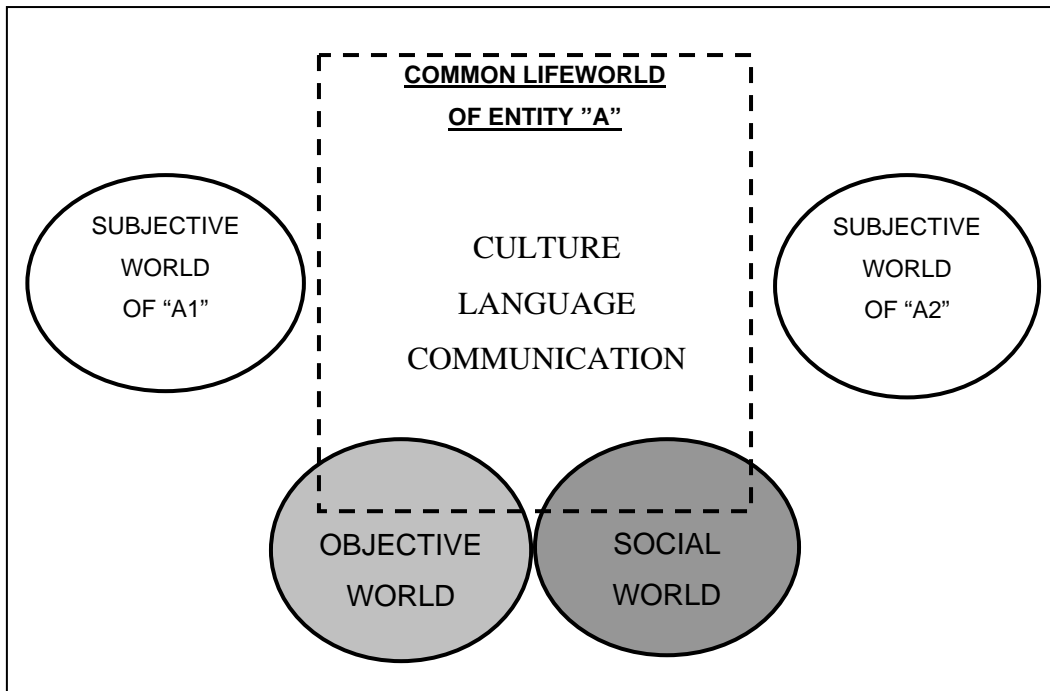 COMMON LIFEWORLD
OF ENTITY ”A”
SUBJECTIVE
WORLD
OF “A1”
CULTURE
LANGUAGE
COMMUNICATION
SUBJECTIVE
WORLD
OF “A2”
OBJECTIVE
WORLD
SOCIAL
WORLD